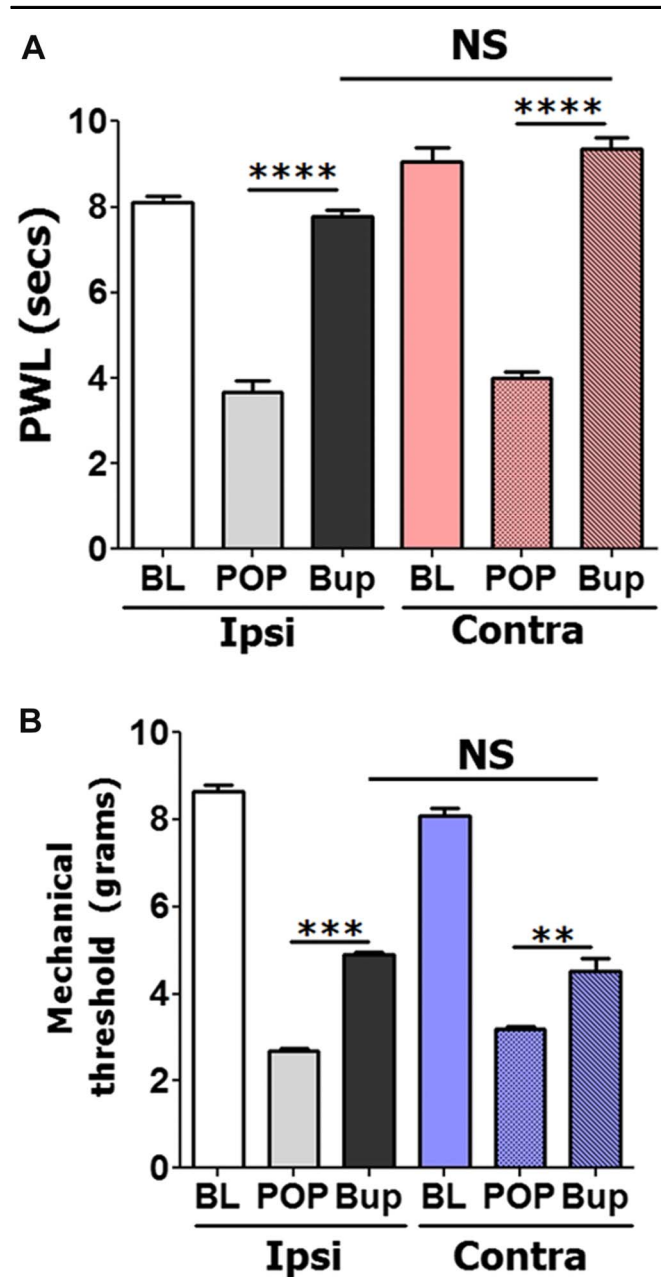 A
NS
****
****
PWL (secs)
10
8
6
4
2
0
BL POP Bup BL POP Bup
Ipsi Contra
B
NS
***
**
Mechanical
threshold (grams)
10
8
6
4
2
0
BL POP Bup BL POP Bup
Ipsi Contra